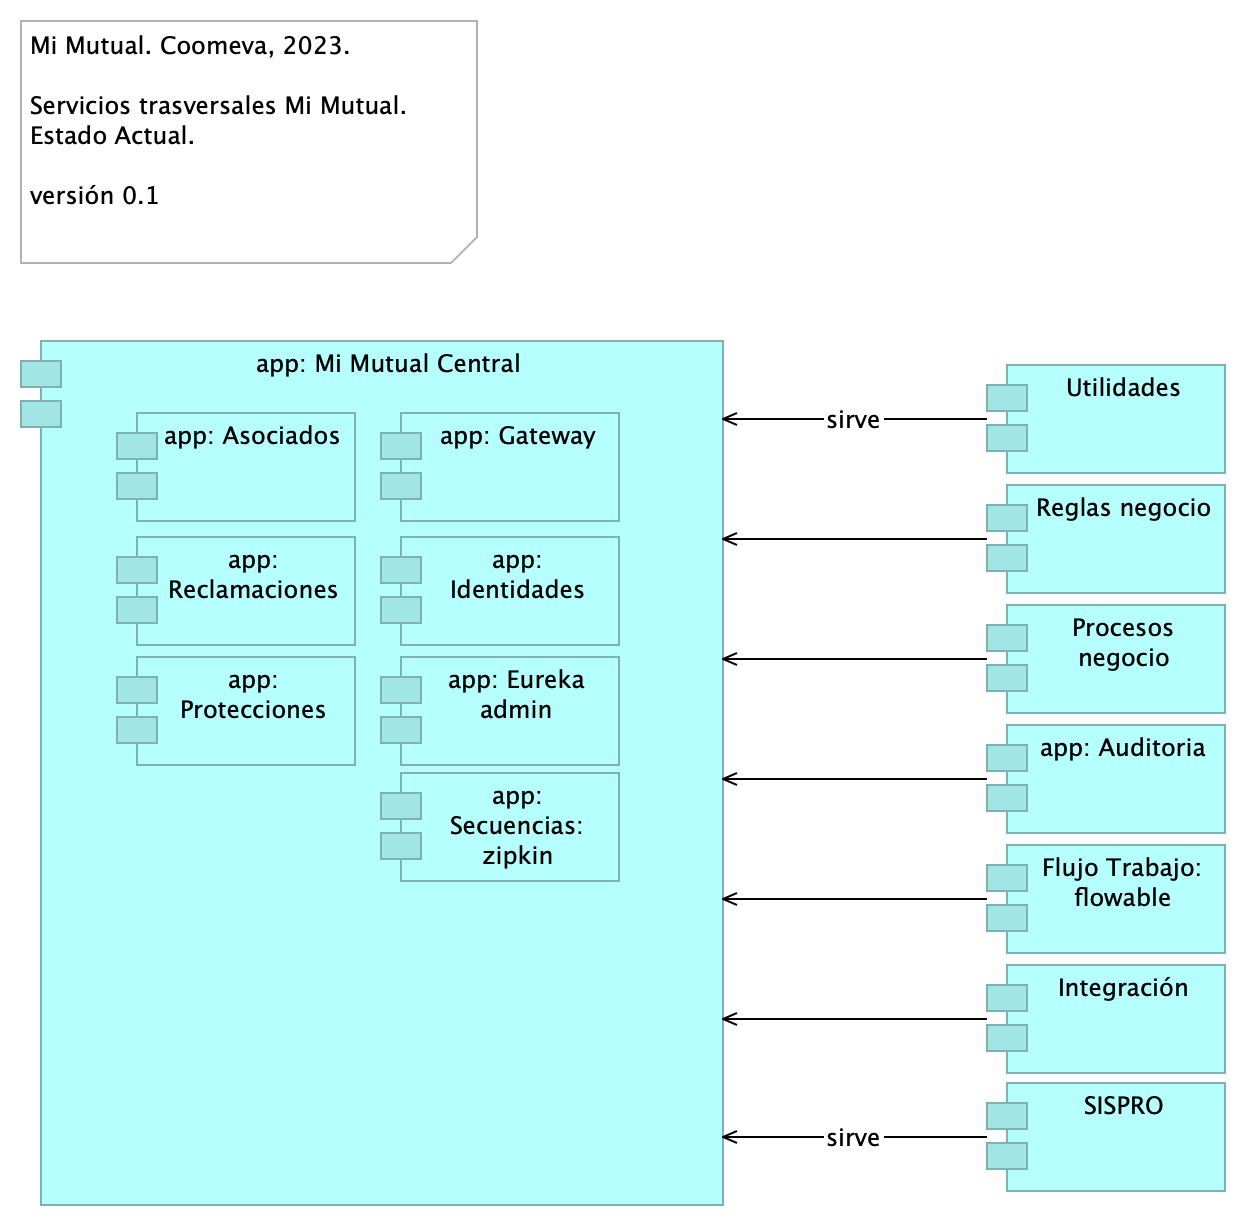 Mi Mutual. Coomeva, 2023.
Servicios trasversales Mi Mutual.
Estado Actual.
versión 0.1
app: Mi Mutual Central
app: Asociados
app: Gateway
app:
Reclamaciones
app:
Identidades
app:
Protecciones
app: Eureka
admin
app:
Secuencias:
zipkin
sirve
Utilidades
Reglas negocio
Procesos
negocio
app: Auditoria
Flujo Trabajo:
flowable
Integración
sirve
SISPRO